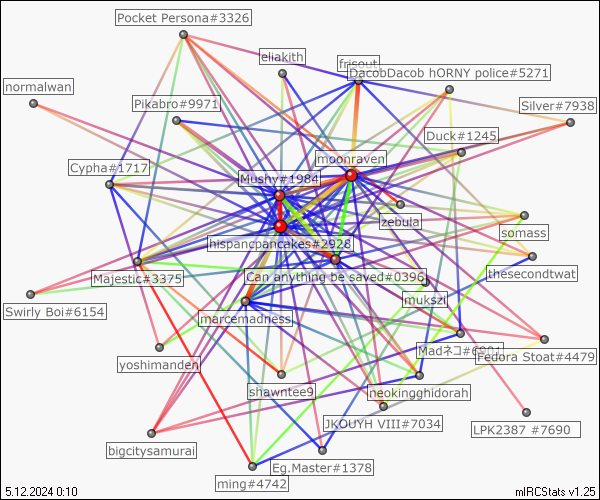 Pocket Persona#3326
eliakith
frisout
DacobDacob hORNY police#5271
normalwan
Pikabro#9971
Silver#7938
Duck#1245
moonraven
Cypha#1717
Mushy#1984
zebula
somass
hispancpancakes#2928
Majestic#3375
Can anything be saved#0396
thesecondtwat
mukszi
Swirly Boi#6154
marcemadness
Madネコ#6901
Fedora Stoat#4479
yoshimanden
shawntee9
neokingghidorah
JKOUYH VIII#7034
LPK2387 #7690
bigcitysamurai
Eg.Master#1378
ming#4742
5.12.2024 0:10
mIRCStats v1.25